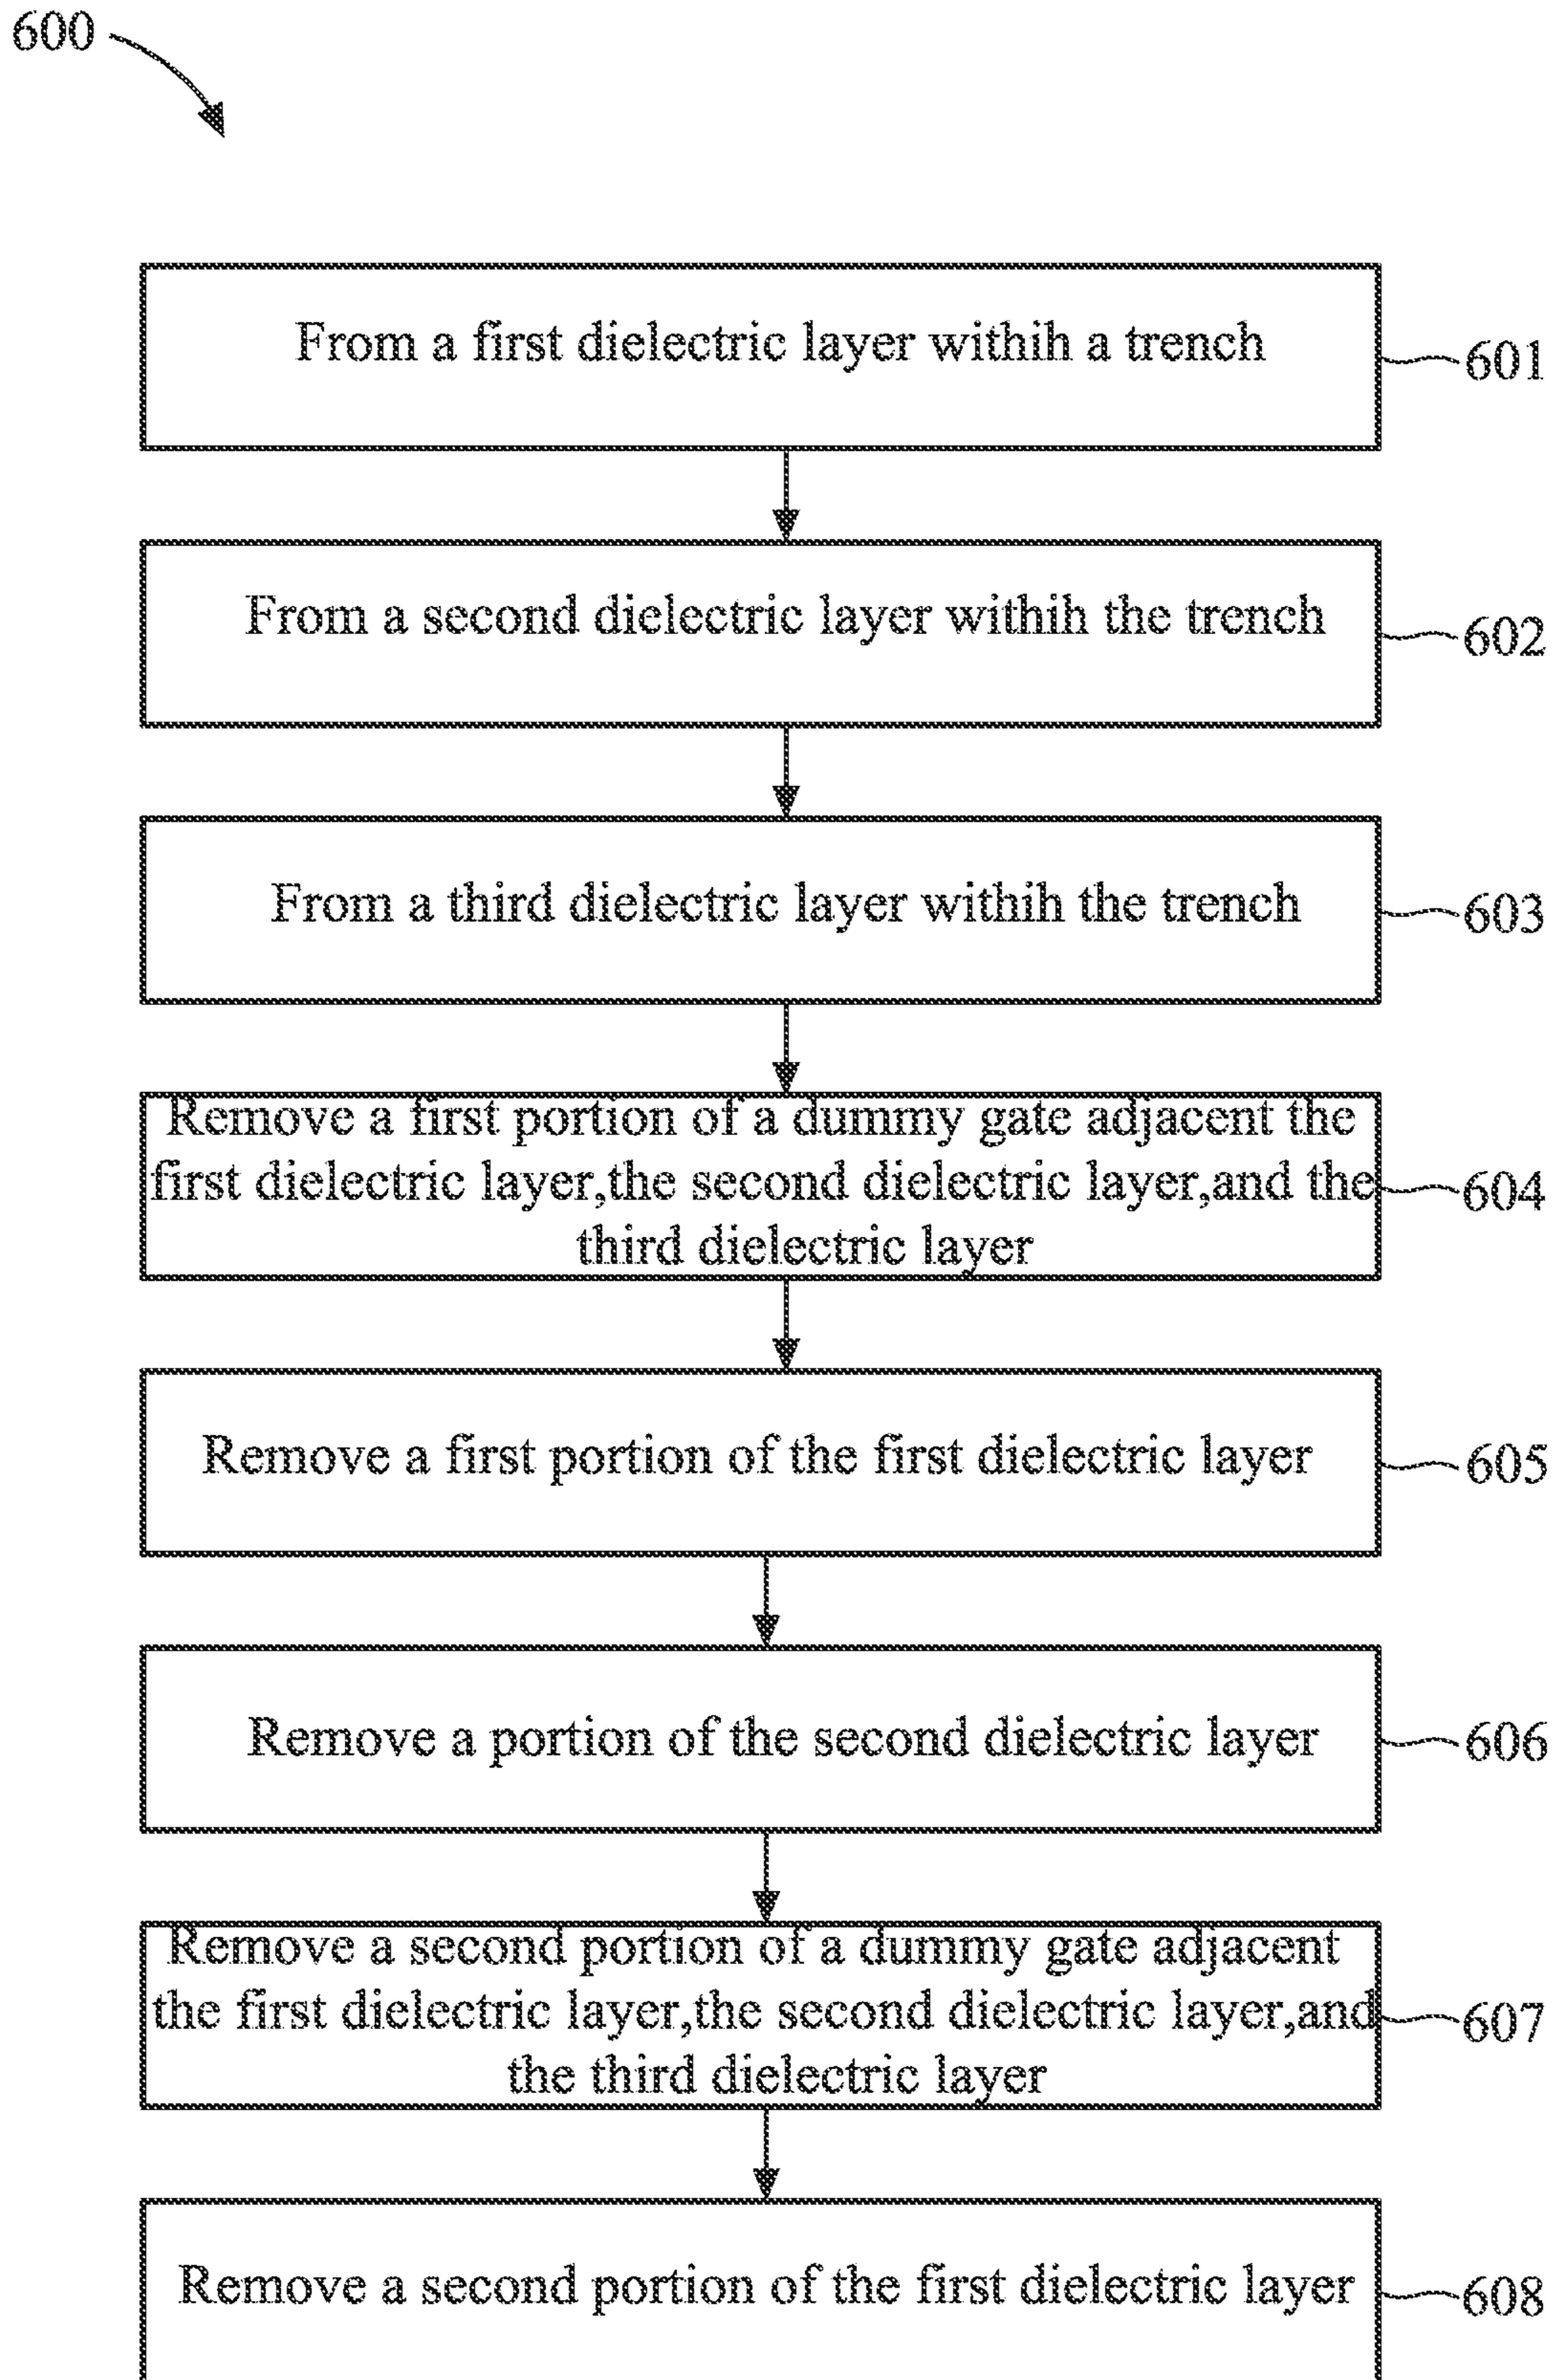 600
From a first dielectric layer withih a trench
601
From a second dielectric layer withih the trench
602
From a third dielectric layer withih the trench
603
Remove a first portion of a dummy gate adjacent the
first dielectric layer,the second dielectric layer,and the
third dielectric layer
604
Remove a first portion of the first dielectric layer
605
Remove a portion of the second dielectric layer
606
Remove a second portion of a dummy gate adjacent
the first dielectric layer,the second dielectric layer,and
the third dielectric layer
607
Remove a second portion of the first dielectric layer
608